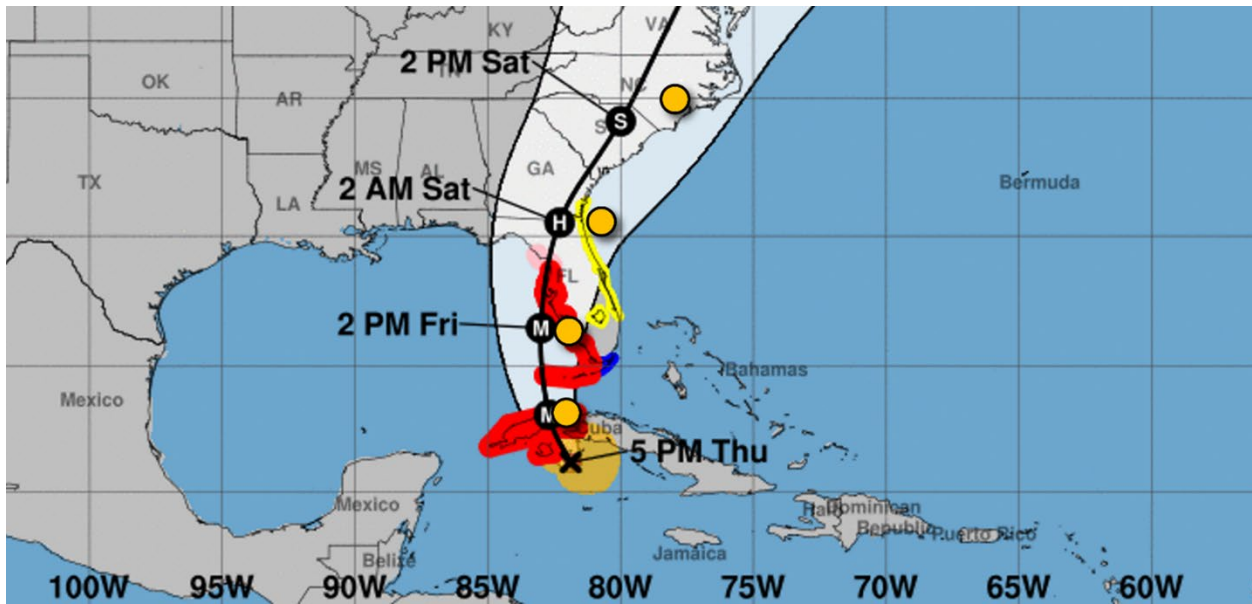 KY
VA
2 PM Sat
TN
OK
NC
AR
S
S
GA
MS
AL
TX
2 AM Sat
Bermuda
LA
H
FL
2 PM Fri
M
Bahamas
Mexico
M
Cuba
5 PM Thu
Mexico
Haiti
Dominican
Republic
Puerto Rico
Jamaica
Belize
100W 95W 90W 85W 80W 75W 70W 65W 60W